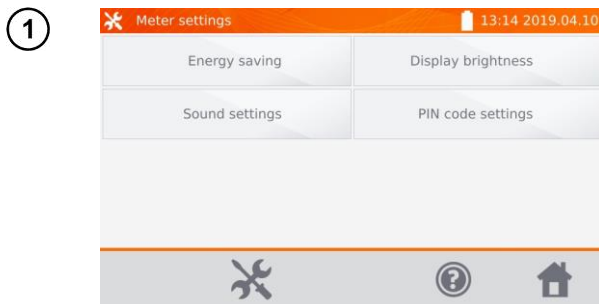 1
Meter settings 13:14 2019.04.10
Energy saving Display brightness
Sound settings PIN code settings
?